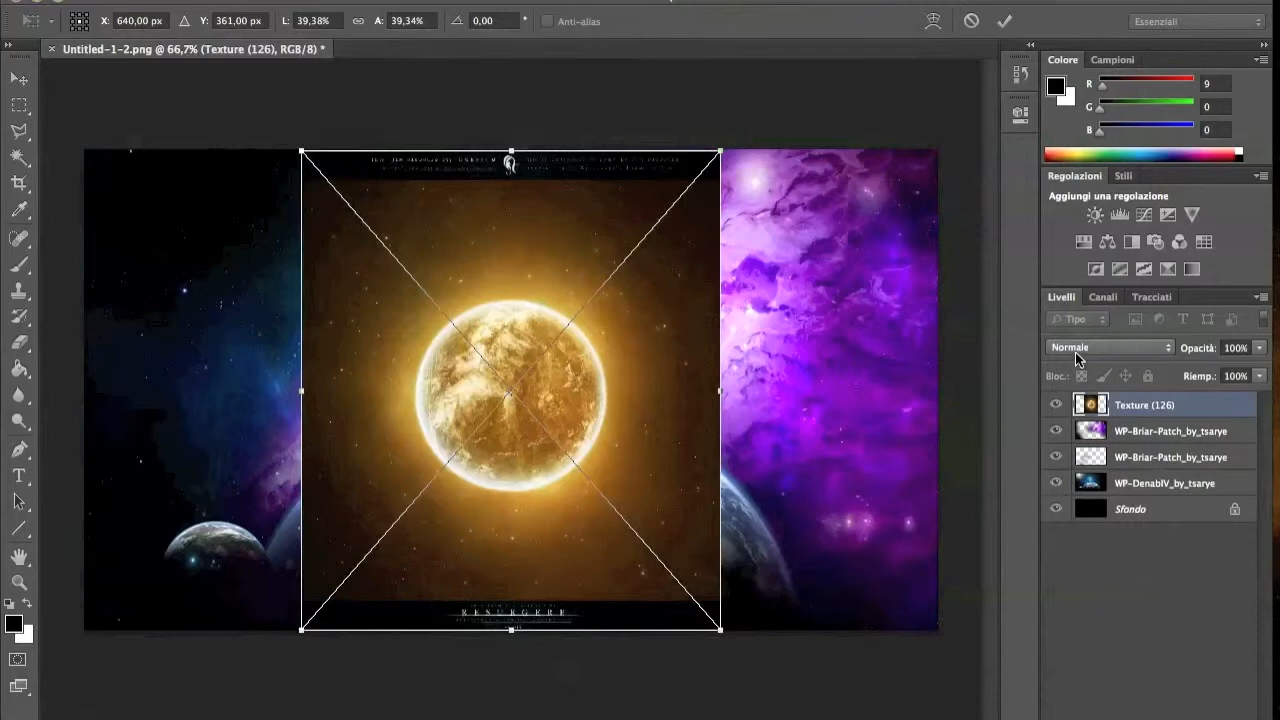 X: 640,00 px Y: 361,00 px L: 39,38% A: 39,34% 0,00 ° Anti-alias Essenziali
× Untitled-1-2.png @ 66,7% (Texture (126), RGB/8) *
Colore Campioni
R 9
G 0
B 0
Regolazioni Stili
Aggiungi una regolazione
Livelli Canali Tracciati
Tipo
Normale Opacità: 100%
Bloc.: Riemp.: 100%
Texture (126)
WP-Briar-Patch_by_tsarye
WP-Briar-Patch_by_tsarye
WP-DenabIV_by_tsarye
Sfondo
RESURGERE